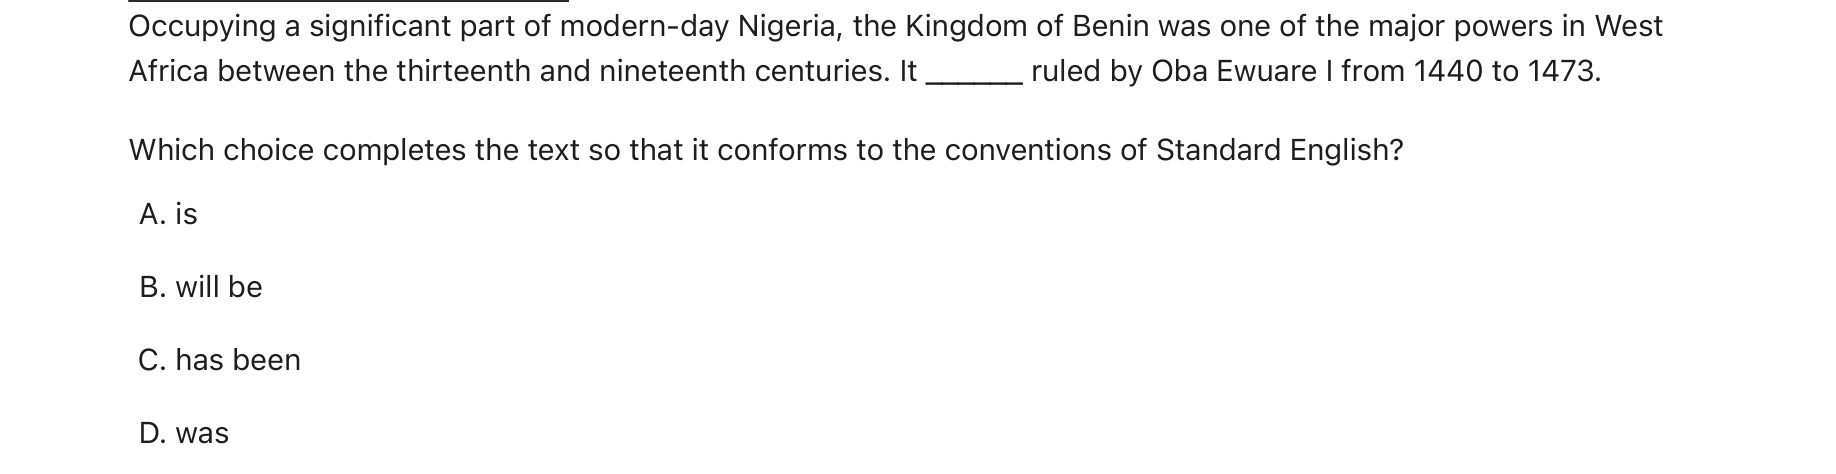 Occupying a significant part of modern-day Nigeria, the Kingdom of Benin was one of the major powers in West
Africa between the thirteenth and nineteenth centuries. It ______ ruled by Oba Ewuare I from 1440 to 1473.
Which choice completes the text so that it conforms to the conventions of Standard English?
A. is
B. will be
C. has been
D. was